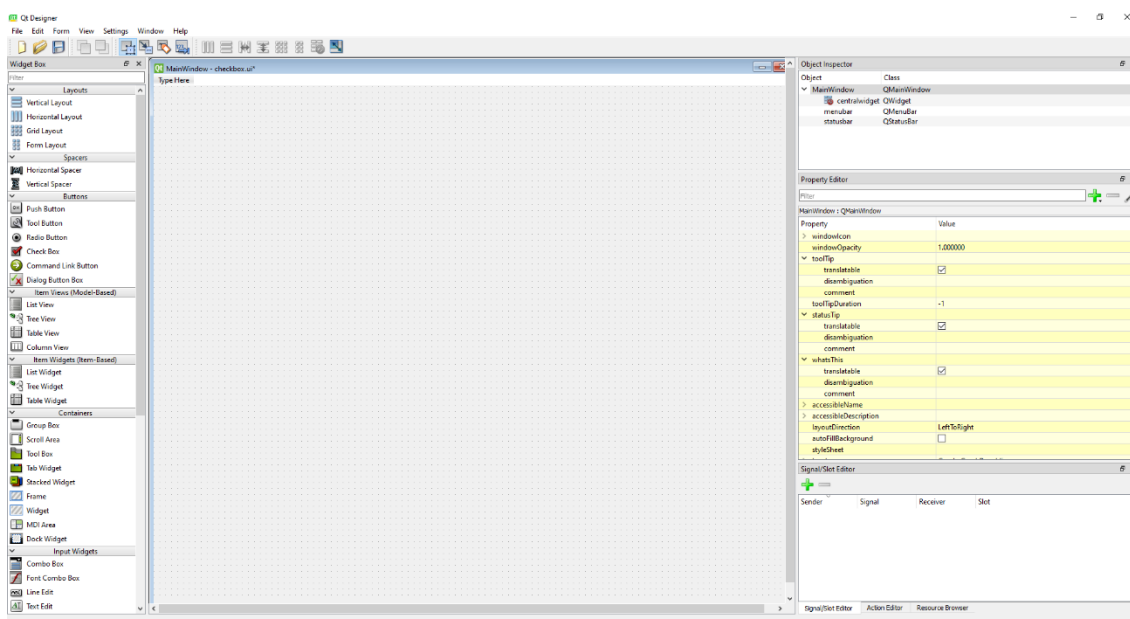 Qt Designer
File Edit Form View Settings Window Help
Widget Box
Filter
Layouts
Vertical Layout
Horizontal Layout
Grid Layout
Form Layout
Spacers
Horizontal Spacer
Vertical Spacer
Buttons
Push Button
Tool Button
Radio Button
Check Box
Command Link Button
Dialog Button Box
Item Views (Model-Based)
List View
Tree View
Table View
Column View
Item Widgets (Item-Based)
List Widget
Tree Widget
Table Widget
Containers
Group Box
Scroll Area
Tool Box
Tab Widget
Stacked Widget
Frame
Widget
MDI Area
Dock Widget
Input Widgets
Combo Box
Font Combo Box
Line Edit
Text Edit
MainWindow - checkbox.ui*
Type Here
Object Inspector
Object Class
MainWindow QMainWindow
centralwidget QWidget
menubar QMenuBar
statusbar QStatusBar
Property Editor
Filter
MainWindow : QMainWindow
Property Value
windowIcon
windowOpacity 1.000000
toolTip
translatable
disambiguation
comment
toolTipDuration -1
statusTip
translatable
disambiguation
comment
whatsThis
translatable
disambiguation
comment
accessibleName
accessibleDescription
layoutDirection LeftToRight
autoFillBackground
styleSheet
Signal/Slot Editor
Sender Signal Receiver Slot
Signal/Slot Editor Action Editor Resource Browser